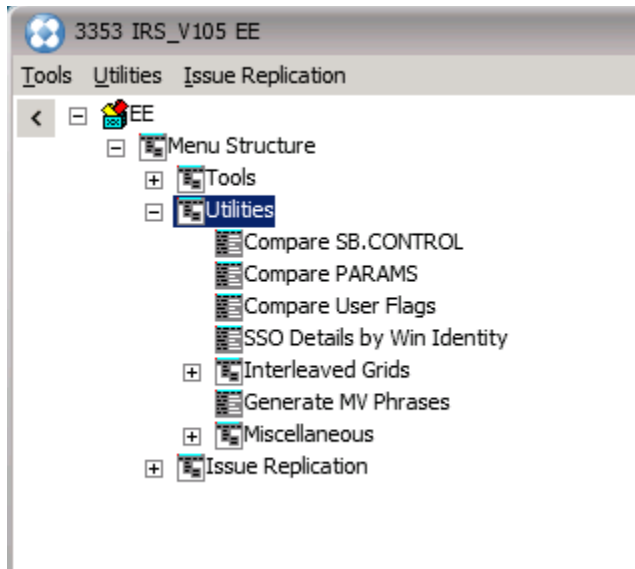 3353 IRS_V105 EE
Tools Utilities Issue Replication
EE
Menu Structure
Tools
Utilities
Compare SB.CONTROL
Compare PARAMS
Compare User Flags
SSO Details by Win Identity
Interleaved Grids
Generate MV Phrases
Miscellaneous
Issue Replication